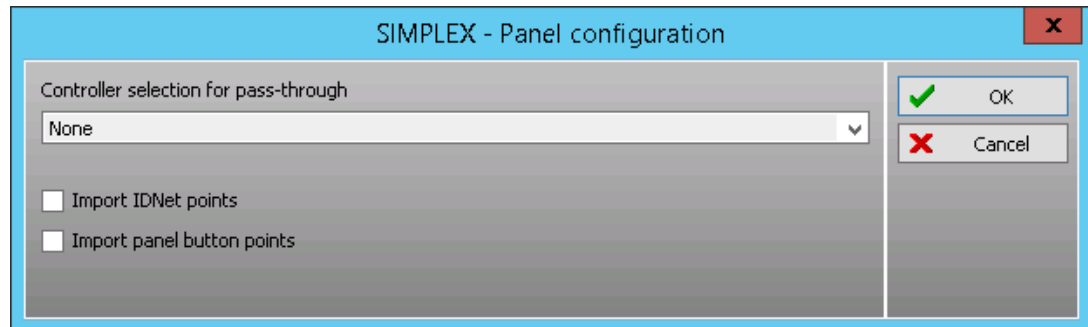 SIMPLEX - Panel configuration
x
Controller selection for pass-through
None
OK
Cancel
Import IDNet points
Import panel button points